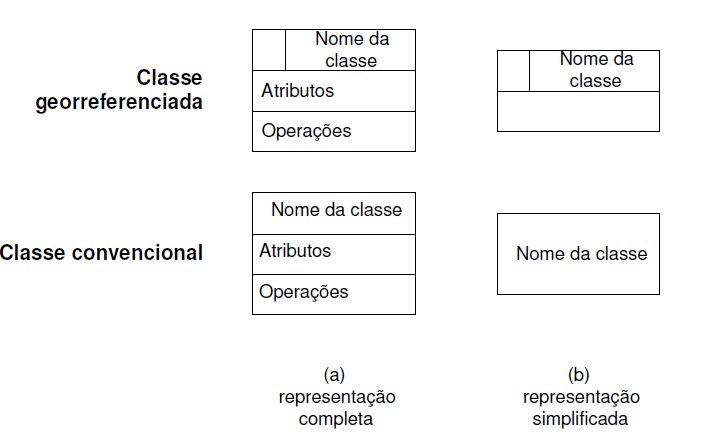 Classe
georreferenciada
Nome da
classe
Atributos
Operações
Nome da
classe
Classe convencional
Nome da classe
Atributos
Operações
Nome da classe
(a)
representação
completa
(b)
representação
simplificada